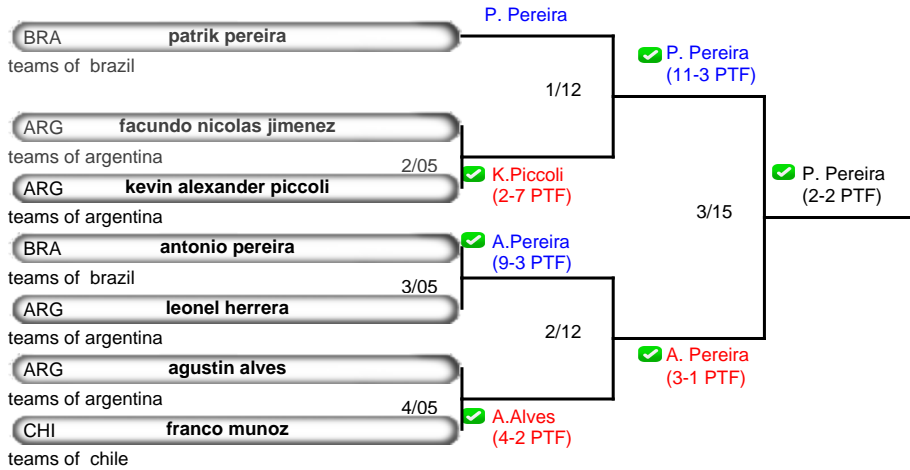 P. Pereira
BRA patrik pereira
teams of brazil
P. Pereira
(11-3 PTF)
1/12
ARG facundo nicolas jimenez
teams of argentina
2/05
K.Piccoli
(2-7 PTF)
ARG kevin alexander piccoli
teams of argentina
P. Pereira
(2-2 PTF)
3/15
BRA antonio pereira
teams of brazil
A.Pereira
(9-3 PTF)
3/05
ARG leonel herrera
teams of argentina
2/12
ARG agustin alves
teams of argentina
A. Pereira
(3-1 PTF)
4/05
A.Alves
(4-2 PTF)
CHI franco munoz
teams of chile